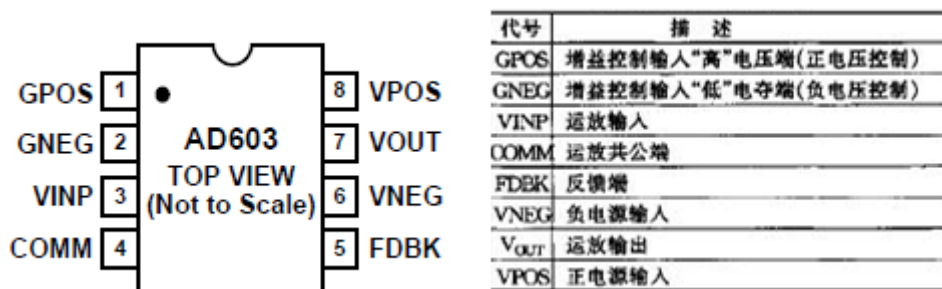 GPOS 1
GNEG 2
VINP 3
COMM 4
AD603
TOP VIEW
(Not to Scale)
8 VPOS
7 VOUT
6 VNEG
5 FDBK
代号 描 述
GPOS 增益控制输入“高”电压端(正电压控制)
GNEG 增益控制输入“低”电夺端(负电压控制)
VINP 运放输入
COMM 运放共公端
FDBK 反馈端
VNEG 负电源输入
VOUT 运放输出
VPOS 正电源输入